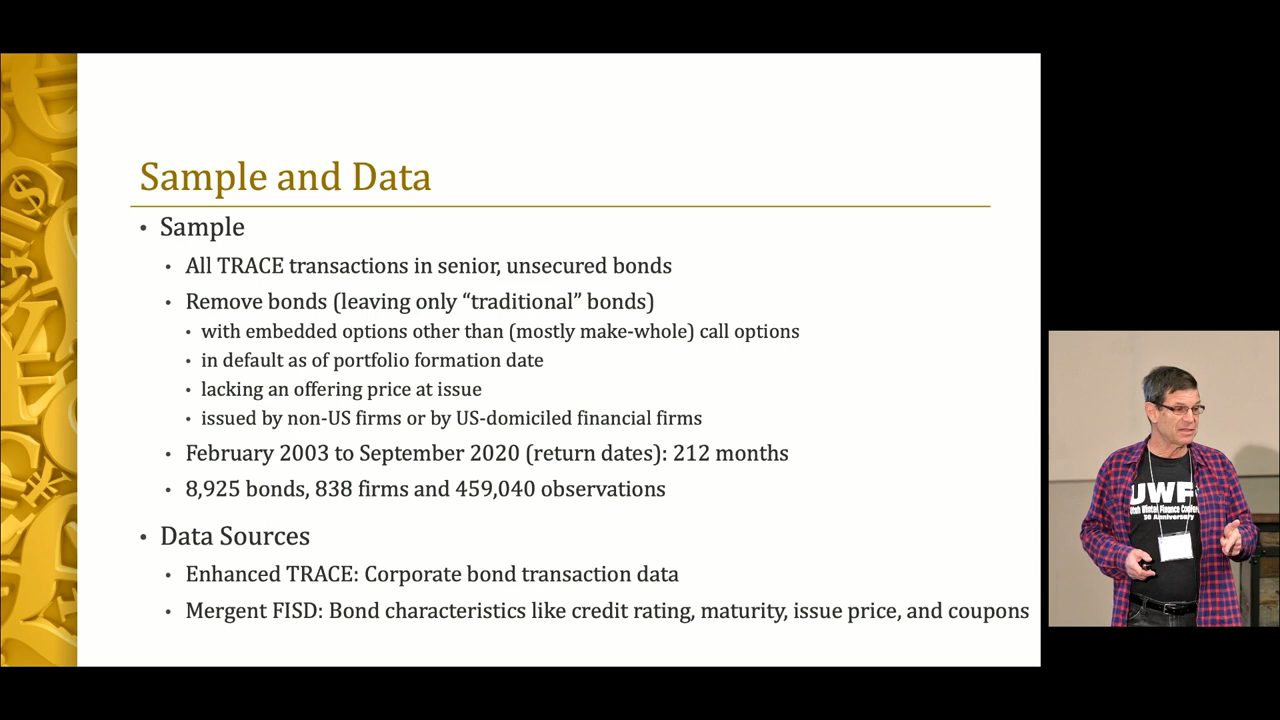 Sample and Data
• Sample
• All TRACE transactions in senior, unsecured bonds
• Remove bonds (leaving only “traditional” bonds)
• with embedded options other than (mostly make-whole) call options
• in default as of portfolio formation date
• lacking an offering price at issue
• issued by non-US firms or by US-domiciled financial firms
• February 2003 to September 2020 (return dates): 212 months
• 8,925 bonds, 838 firms and 459,040 observations
• Data Sources
• Enhanced TRACE: Corporate bond transaction data
• Mergent FISD: Bond characteristics like credit rating, maturity, issue price, and coupons
UWF
Winter Finance
Anniversary